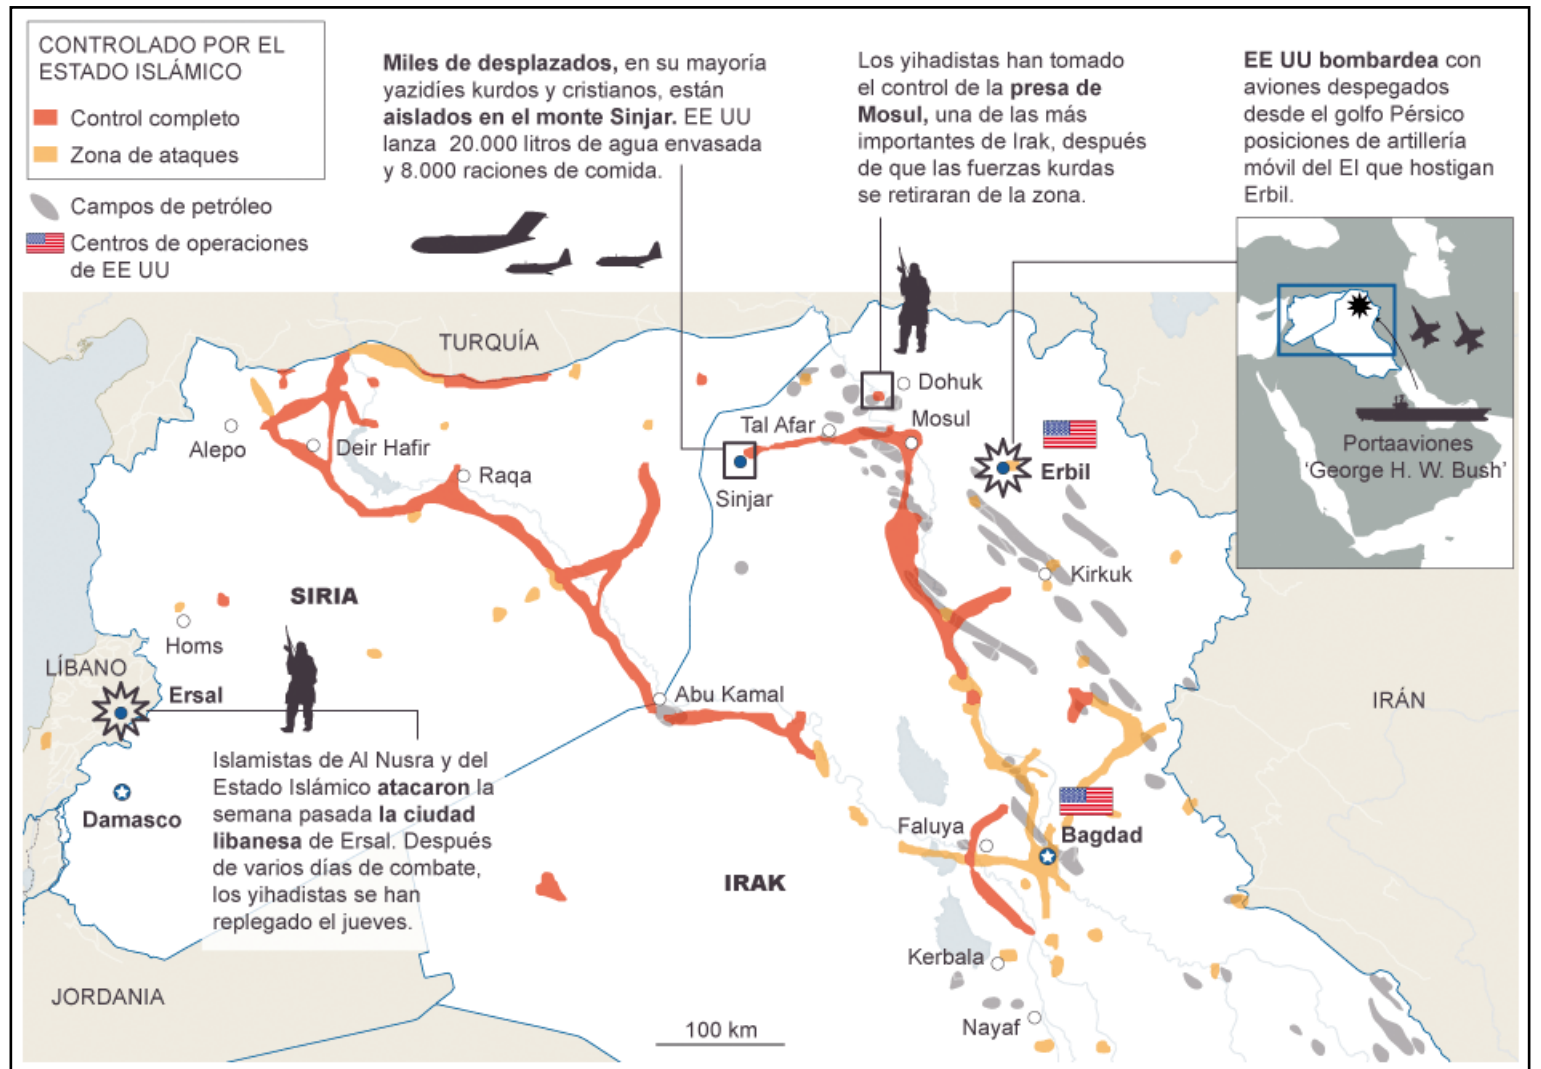 CONTROLADO POR EL
ESTADO ISLÁMICO
Control completo
Zona de ataques
Campos de petróleo
Centros de operaciones
de EE UU
Miles de desplazados, en su mayoría
yazidíes kurdos y cristianos, están
aislados en el monte Sinjar. EE UU
lanza 20.000 litros de agua envasada
y 8.000 raciones de comida.
Los yihadistas han tomado
el control de la presa de
Mosul, una de las más
importantes de Irak, después
de que las fuerzas kurdas
se retiraran de la zona.
EE UU bombardea con
aviones despegados
desde el golfo Pérsico
posiciones de artillería
móvil del EI que hostigan
Erbil.
Portaaviones
‘George H. W. Bush’
TURQUÍA
Dohuk
Mosul
Tal Afar
Alepo
Deir Hafir
Raqa
Sinjar
Erbil
Kirkuk
SIRIA
Homs
LÍBANO
Ersal
Abu Kamal
IRÁN
Islamistas de Al Nusra y del
Estado Islámico atacaron la
semana pasada la ciudad
libanesa de Ersal. Después
de varios días de combate,
los yihadistas se han
replegado el jueves.
Damasco
Faluya
Bagdad
IRAK
Kerbala
JORDANIA
Nayaf
100 km